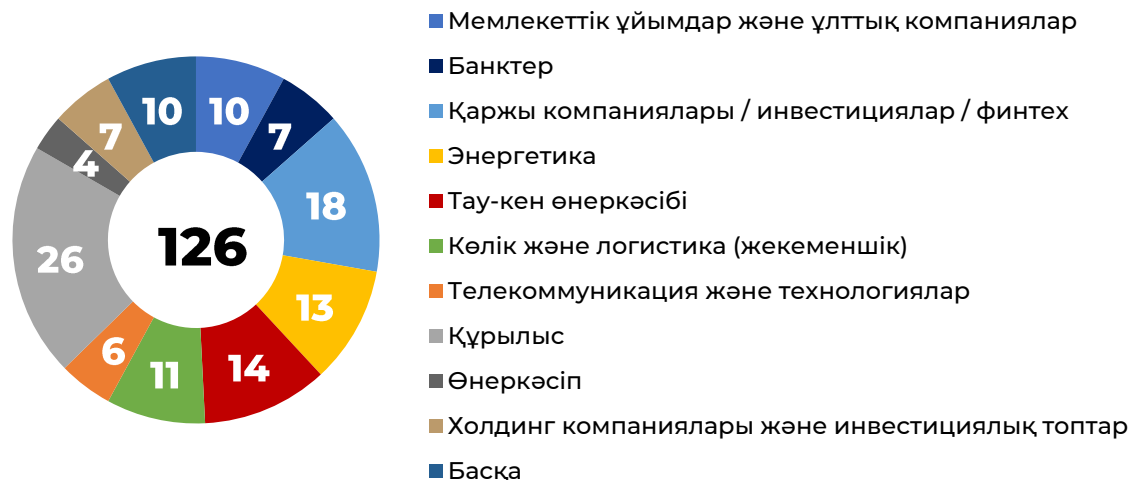 10
10
7
7
4
18
26
126
13
6
11
14
Мемлекеттік ұйымдар және ұлттық компаниялар
Банктер
Қаржы компаниялары / инвестициялар / финтех
Энергетика
Тау-кен өнеркәсібі
Көлік және логистика (жекеменшік)
Телекоммуникация және технологиялар
Құрылыс
Өнеркәсіп
Холдинг компаниялары және инвестициялық топтар
Басқа